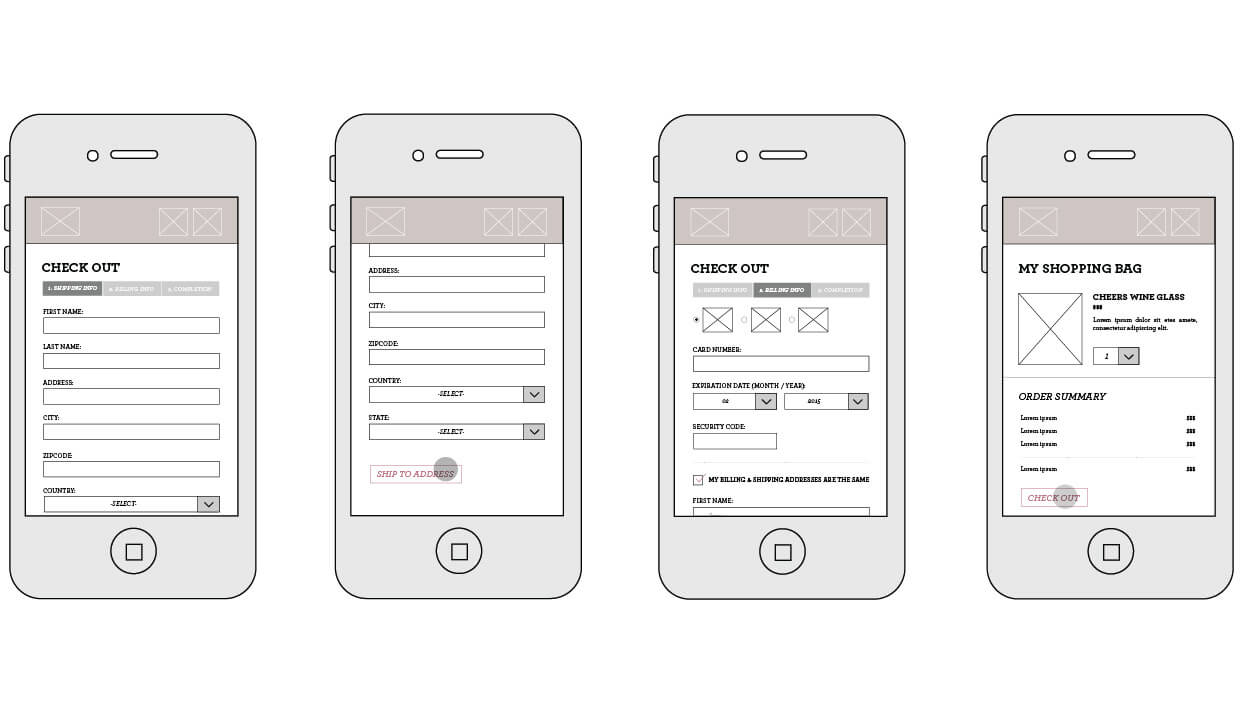 CHECK OUT
1. SHIPPING INFO 2. BILLING INFO 3. COMPLETION
FIRST NAME:
LAST NAME:
ADDRESS:
CITY:
ZIPCODE:
COUNTRY:
-SELECT-
ADDRESS:
CITY:
ZIPCODE:
COUNTRY:
-SELECT-
STATE:
-SELECT-
SHIP TO ADDRESS
CHECK OUT
1. SHIPPING INFO 2. BILLING INFO 3. COMPLETION
CARD NUMBER:
EXPIRATION DATE (MONTH / YEAR):
02 2015
SECURITY CODE:
MY BILLING & SHIPPING ADDRESSES ARE THE SAME
FIRST NAME:
MY SHOPPING BAG
CHEERS WINE GLASS
$$$
Lorem ipsum dolor sit etes amete,
consectetur adipiscing elit.
1
ORDER SUMMARY
Lorem ipsum $$$
Lorem ipsum $$$
Lorem ipsum $$$
Lorem ipsum $$$
CHECK OUT